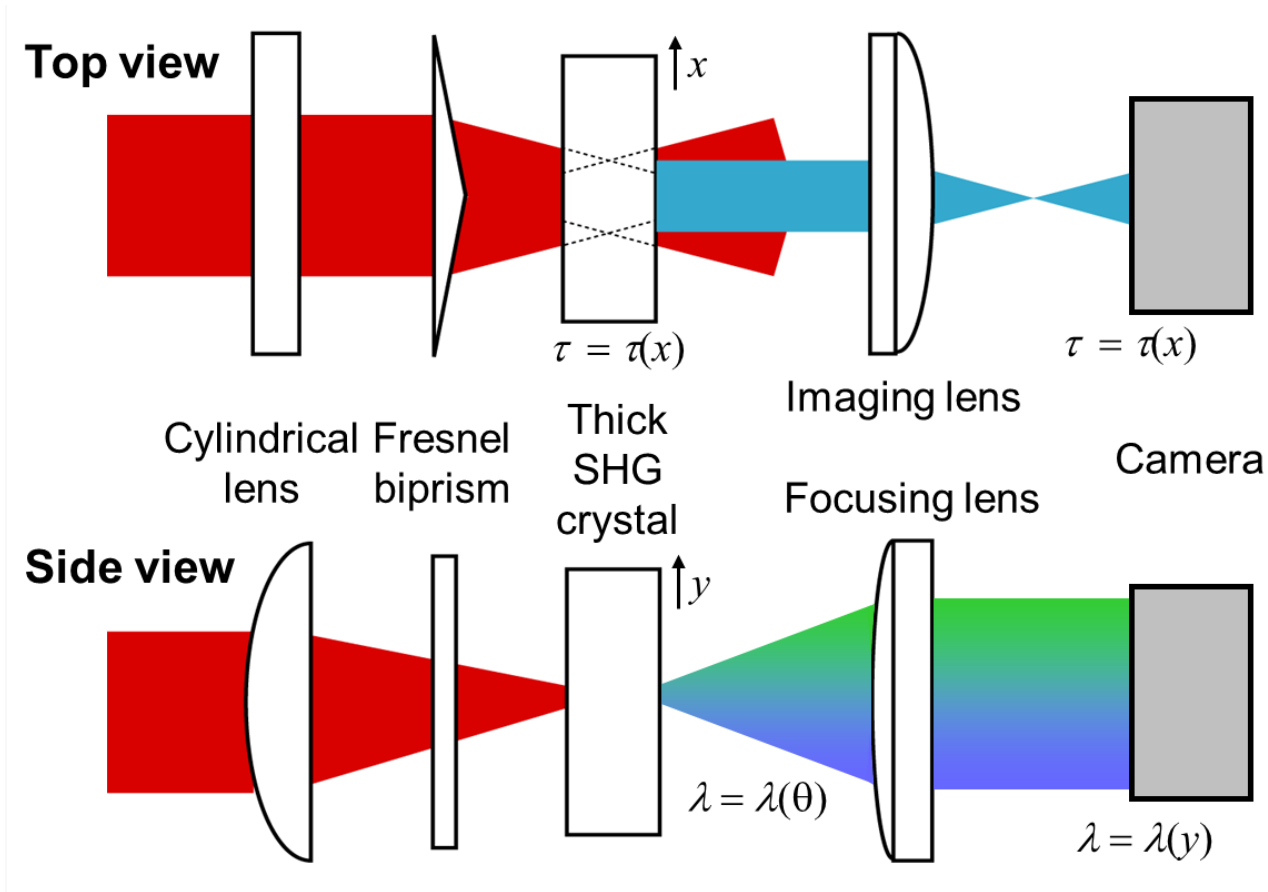 Top view
x
τ = τ(x)
τ = τ(x)
Imaging lens
Cylindrical
lens
Fresnel
biprism
Thick
SHG
crystal
Camera
Focusing lens
Side view
y
λ = λ(θ)
λ = λ(y)